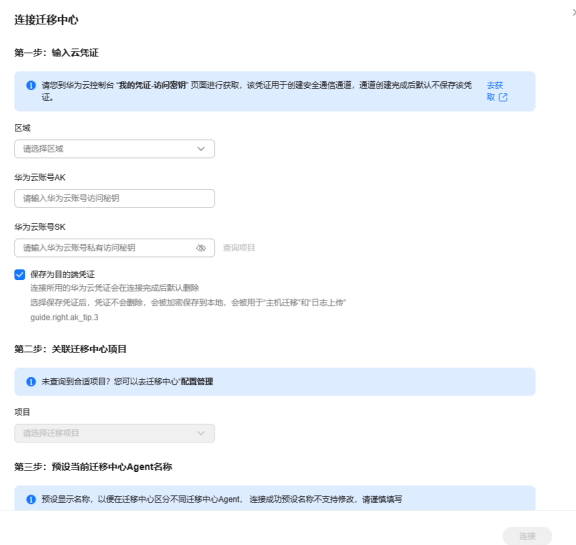 连接迁移中心
第一步：输入云凭证
请您到华为云控制台 "我的凭证-访问密钥" 页面进行获取，该凭证用于创建安全通信通道，通道创建完成后默认不保存该凭证。 去获取
区域
请选择区域
华为云账号AK
请输入华为云账号访问秘钥
华为云账号SK
请输入华为云账号私有访问秘钥 查询项目
保存为目的端凭证
连接所用的华为云凭证会在连接完成后默认删除
选择保存凭证后，凭证不会删除，会被加密保存到本地，会被用于"主机迁移"和"日志上传"
guide.right.ak_tip.3
第二步：关联迁移中心项目
未查询到合适项目？您可以去迁移中心"配置管理
项目
请选择迁移项目
第三步：预设当前迁移中心Agent名称
预设显示名称，以便在迁移中心区分不同迁移中心Agent， 连接成功预设名称不支持修改，请谨慎填写
连接